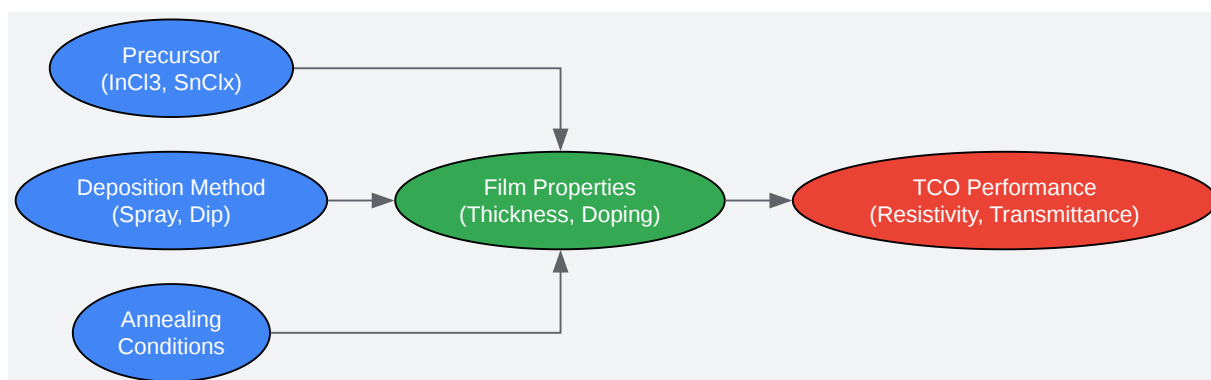 Precursor
(InCl3, SnClx)
Deposition Method
(Spray, Dip)
Film Properties
(Thickness, Doping)
TCO Performance
(Resistivity, Transmittance)
Annealing
Conditions